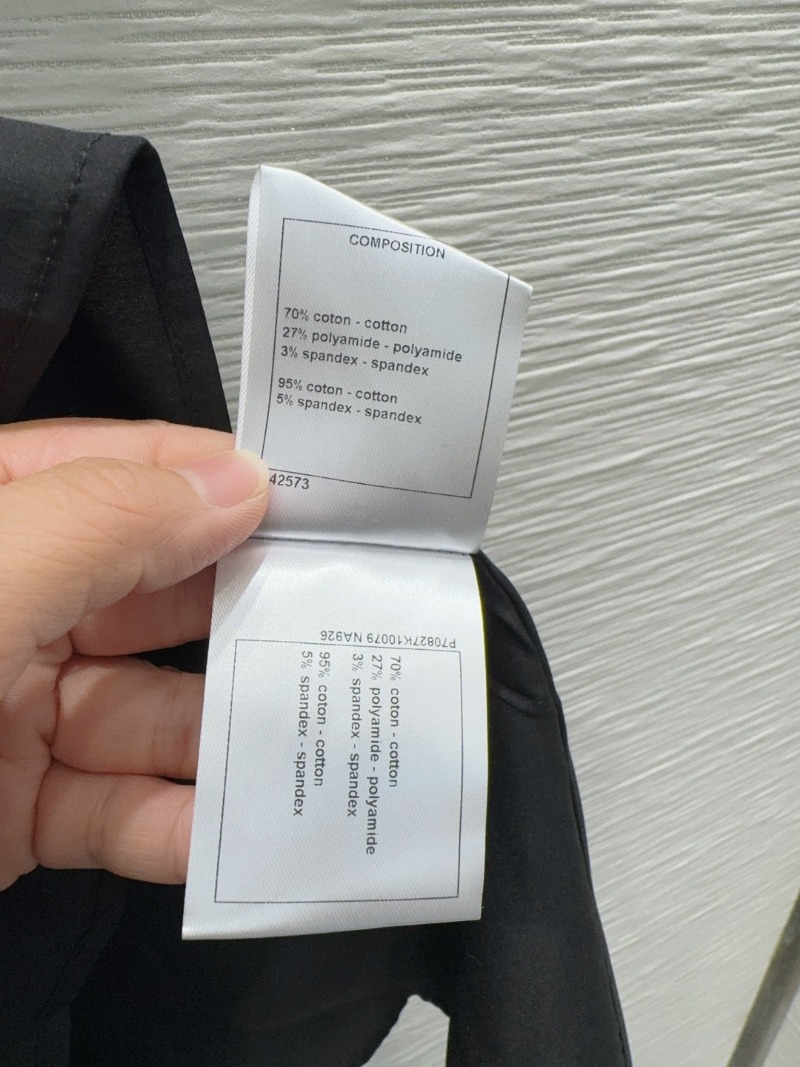 COMPOSITION
70% coton - cotton
27% polyamide - polyamide
3% spandex - spandex
95% coton - cotton
5% spandex - spandex
42573
P70827K10079 NA926
70% coton - cotton
27% polyamide - polyamide
3% spandex - spandex
95% coton - cotton
5% spandex - spandex